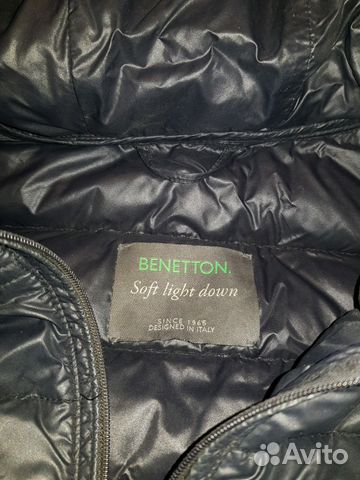 BENETTON.
Soft light down
SINCE 1965
DESIGNED IN ITALY
Avito